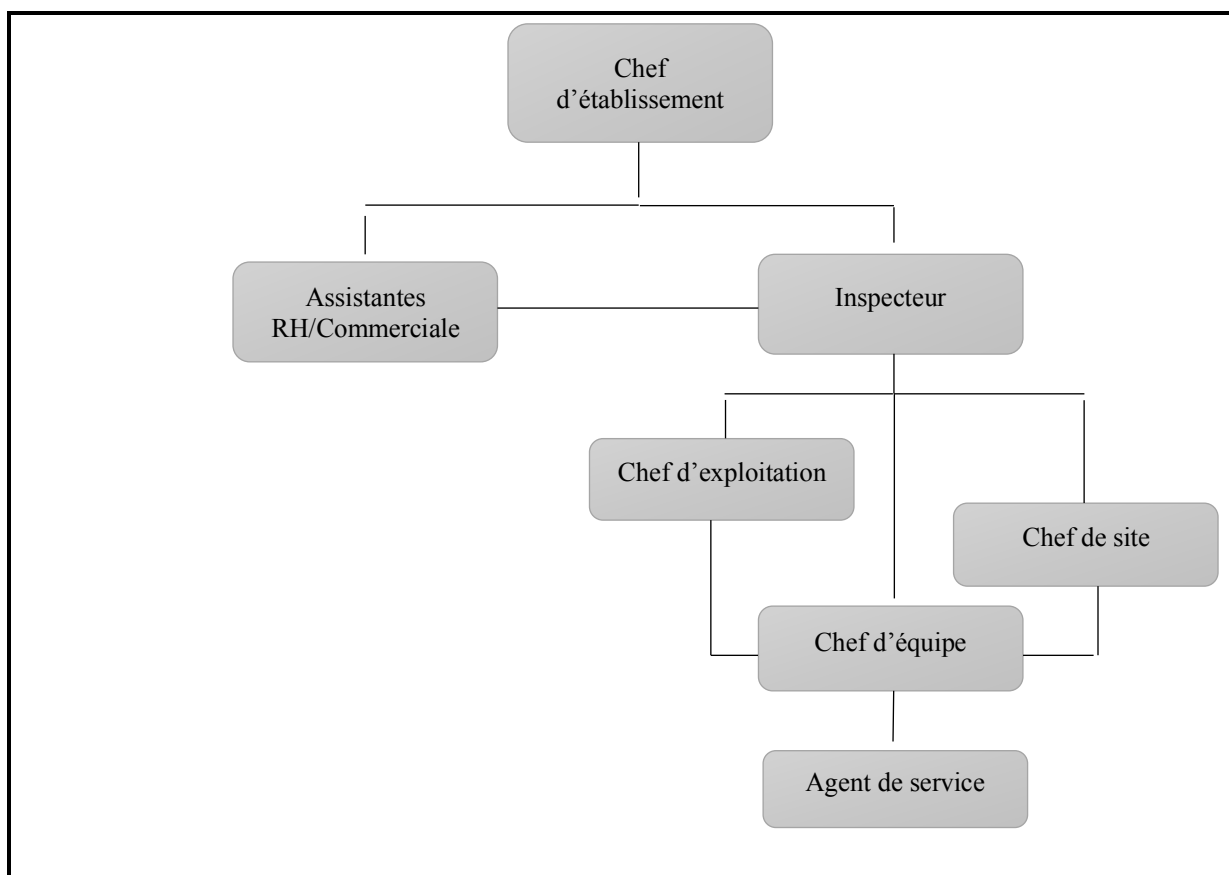 Chef
d’établissement
Assistantes
RH/Commerciale
Inspecteur
Chef d’exploitation
Chef de site
Chef d’équipe
Agent de service